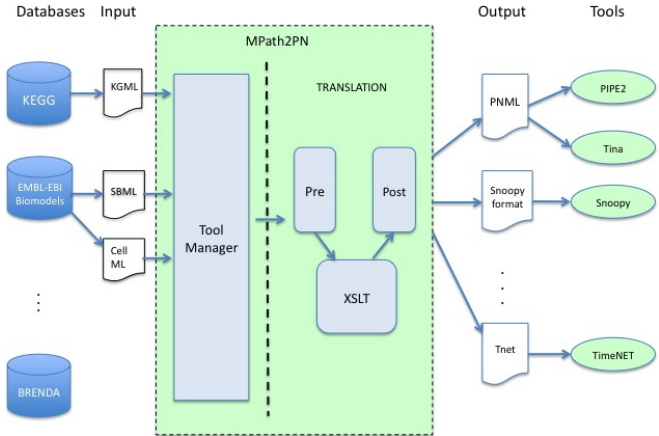 Databases
Input
Output
Tools
MPath2PN
TRANSLATION
KEGG
KGML
EMBL-EBI
Biomodels
SBML
Cell
ML
BRENDA
Tool
Manager
Pre
Post
XSLT
PNML
Snoopy
format
Tnet
PIPE2
Tina
Snoopy
TimeNET